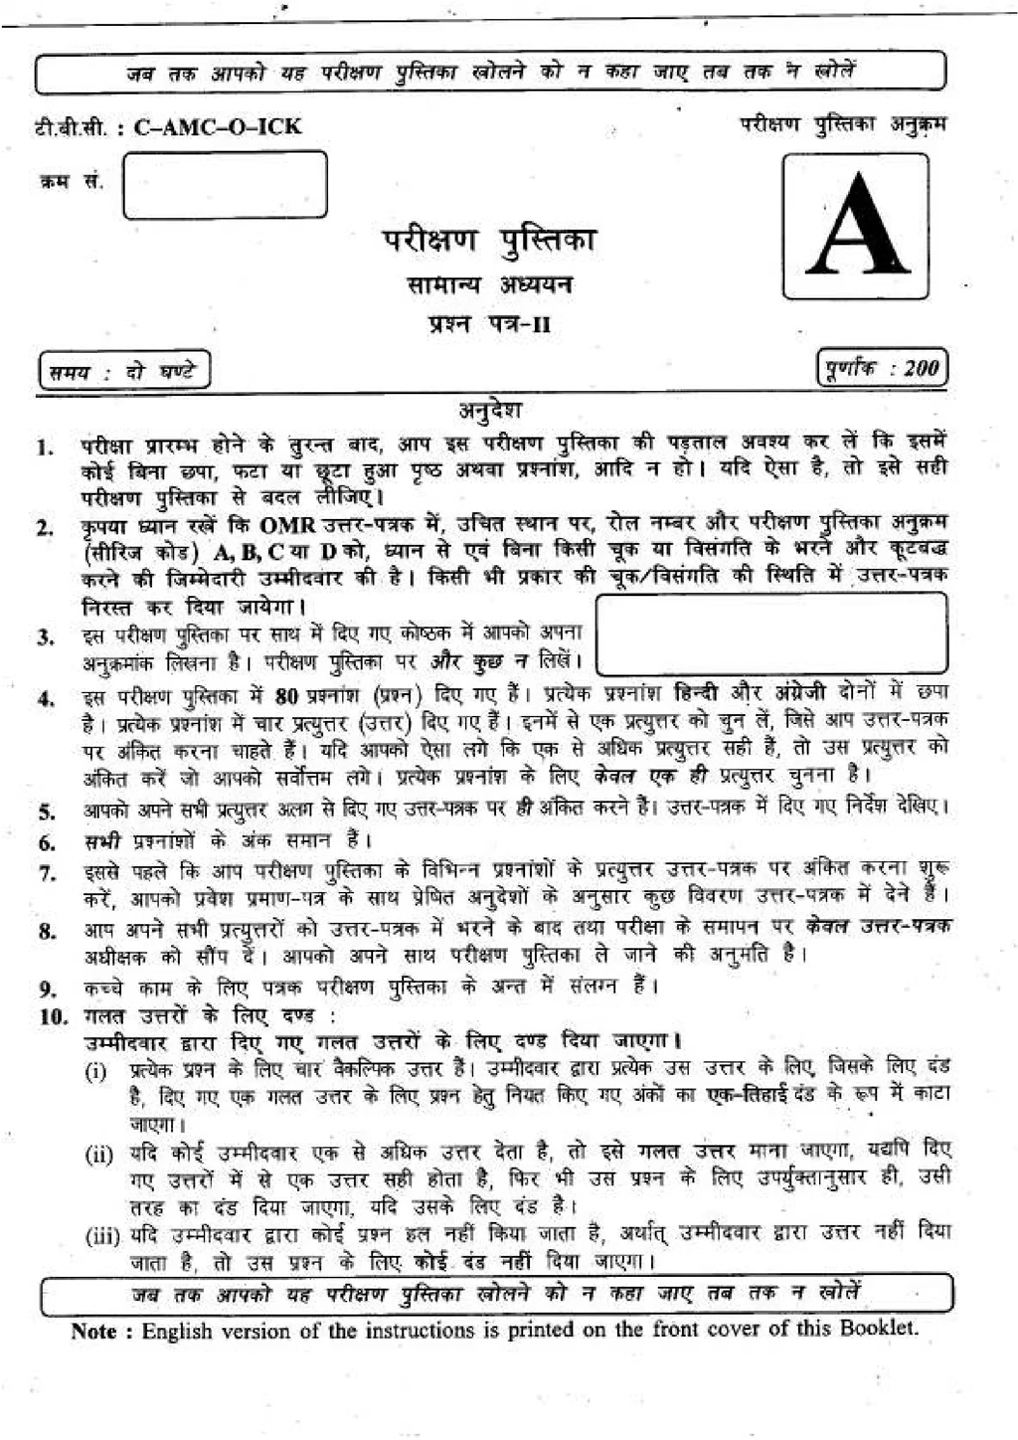 जब तक आपको यह परीक्षण पुस्तिका खोलने को न कहा जाए तब तक न खोलें
टी.बी.सी. : C–AMC–O–ICK
परीक्षण पुस्तिका अनुक्रम
क्रम सं.
A
परीक्षण पुस्तिका
सामान्य अध्ययन
प्रश्न पत्र–II
समय : दो घण्टे
पूर्णांक : 200
अनुदेश
1. परीक्षा प्रारम्भ होने के तुरन्त बाद, आप इस परीक्षण पुस्तिका की पड़ताल अवश्य कर लें कि इसमें
कोई बिना छपा, फटा या छूटा हुआ पृष्ठ अथवा प्रश्नांश, आदि न हो। यदि ऐसा है, तो इसे सही
परीक्षण पुस्तिका से बदल लीजिए।
2. कृपया ध्यान रखें कि OMR उत्तर-पत्रक में, उचित स्थान पर, रोल नम्बर और परीक्षण पुस्तिका अनुक्रम
(सीरिज कोड) A, B, C या D को, ध्यान से एवं बिना किसी चूक या विसंगति के भरने और कूटबद्ध
करने की जिम्मेदारी उम्मीदवार की है। किसी भी प्रकार की चूक/विसंगति की स्थिति में उत्तर-पत्रक
निरस्त कर दिया जायेगा।
3. इस परीक्षण पुस्तिका पर साथ में दिए गए कोष्ठक में आपको अपना
अनुक्रमांक लिखना है। परीक्षण पुस्तिका पर और कुछ न लिखें।
4. इस परीक्षण पुस्तिका में 80 प्रश्नांश (प्रश्न) दिए गए हैं। प्रत्येक प्रश्नांश हिन्दी और अंग्रेजी दोनों में छपा
है। प्रत्येक प्रश्नांश में चार प्रत्युत्तर (उत्तर) दिए गए हैं। इनमें से एक प्रत्युत्तर को चुन लें, जिसे आप उत्तर-पत्रक
पर अंकित करना चाहते हैं। यदि आपको ऐसा लगे कि एक से अधिक प्रत्युत्तर सही हैं, तो उस प्रत्युत्तर को
अंकित करें जो आपको सर्वोत्तम लगे। प्रत्येक प्रश्नांश के लिए केवल एक ही प्रत्युत्तर चुनना है।
5. आपको अपने सभी प्रत्युत्तर अलग से दिए गए उत्तर-पत्रक पर ही अंकित करने हैं। उत्तर-पत्रक में दिए गए निर्देश देखिए।
6. सभी प्रश्नांशों के अंक समान हैं।
7. इससे पहले कि आप परीक्षण पुस्तिका के विभिन्न प्रश्नांशों के प्रत्युत्तर उत्तर-पत्रक पर अंकित करना शुरू
करें, आपको प्रवेश प्रमाण-पत्र के साथ प्रेषित अनुदेशों के अनुसार कुछ विवरण उत्तर-पत्रक में देने हैं।
8. आप अपने सभी प्रत्युत्तरों को उत्तर-पत्रक में भरने के बाद तथा परीक्षा के समापन पर केवल उत्तर-पत्रक
अधीक्षक को सौंप दें। आपको अपने साथ परीक्षण पुस्तिका ले जाने की अनुमति है।
9. कच्चे काम के लिए पत्रक परीक्षण पुस्तिका के अन्त में संलग्न हैं।
10. गलत उत्तरों के लिए दण्ड :
उम्मीदवार द्वारा दिए गए गलत उत्तरों के लिए दण्ड दिया जाएगा।
(i) प्रत्येक प्रश्न के लिए चार वैकल्पिक उत्तर हैं। उम्मीदवार द्वारा प्रत्येक उस उत्तर के लिए, जिसके लिए दंड
है, दिए गए एक गलत उत्तर के लिए प्रश्न हेतु नियत किए गए अंकों का एक-तिहाई दंड के रूप में काटा
जाएगा।
(ii) यदि कोई उम्मीदवार एक से अधिक उत्तर देता है, तो इसे गलत उत्तर माना जाएगा, यद्यपि दिए
गए उत्तरों में से एक उत्तर सही होता है, फिर भी उस प्रश्न के लिए उपर्युक्तानुसार ही, उसी
तरह का दंड दिया जाएगा, यदि उसके लिए दंड है।
(iii) यदि उम्मीदवार द्वारा कोई प्रश्न हल नहीं किया जाता है, अर्थात् उम्मीदवार द्वारा उत्तर नहीं दिया
जाता है, तो उस प्रश्न के लिए कोई दंड नहीं दिया जाएगा।
जब तक आपको यह परीक्षण पुस्तिका खोलने को न कहा जाए तब तक न खोलें
Note : English version of the instructions is printed on the front cover of this Booklet.